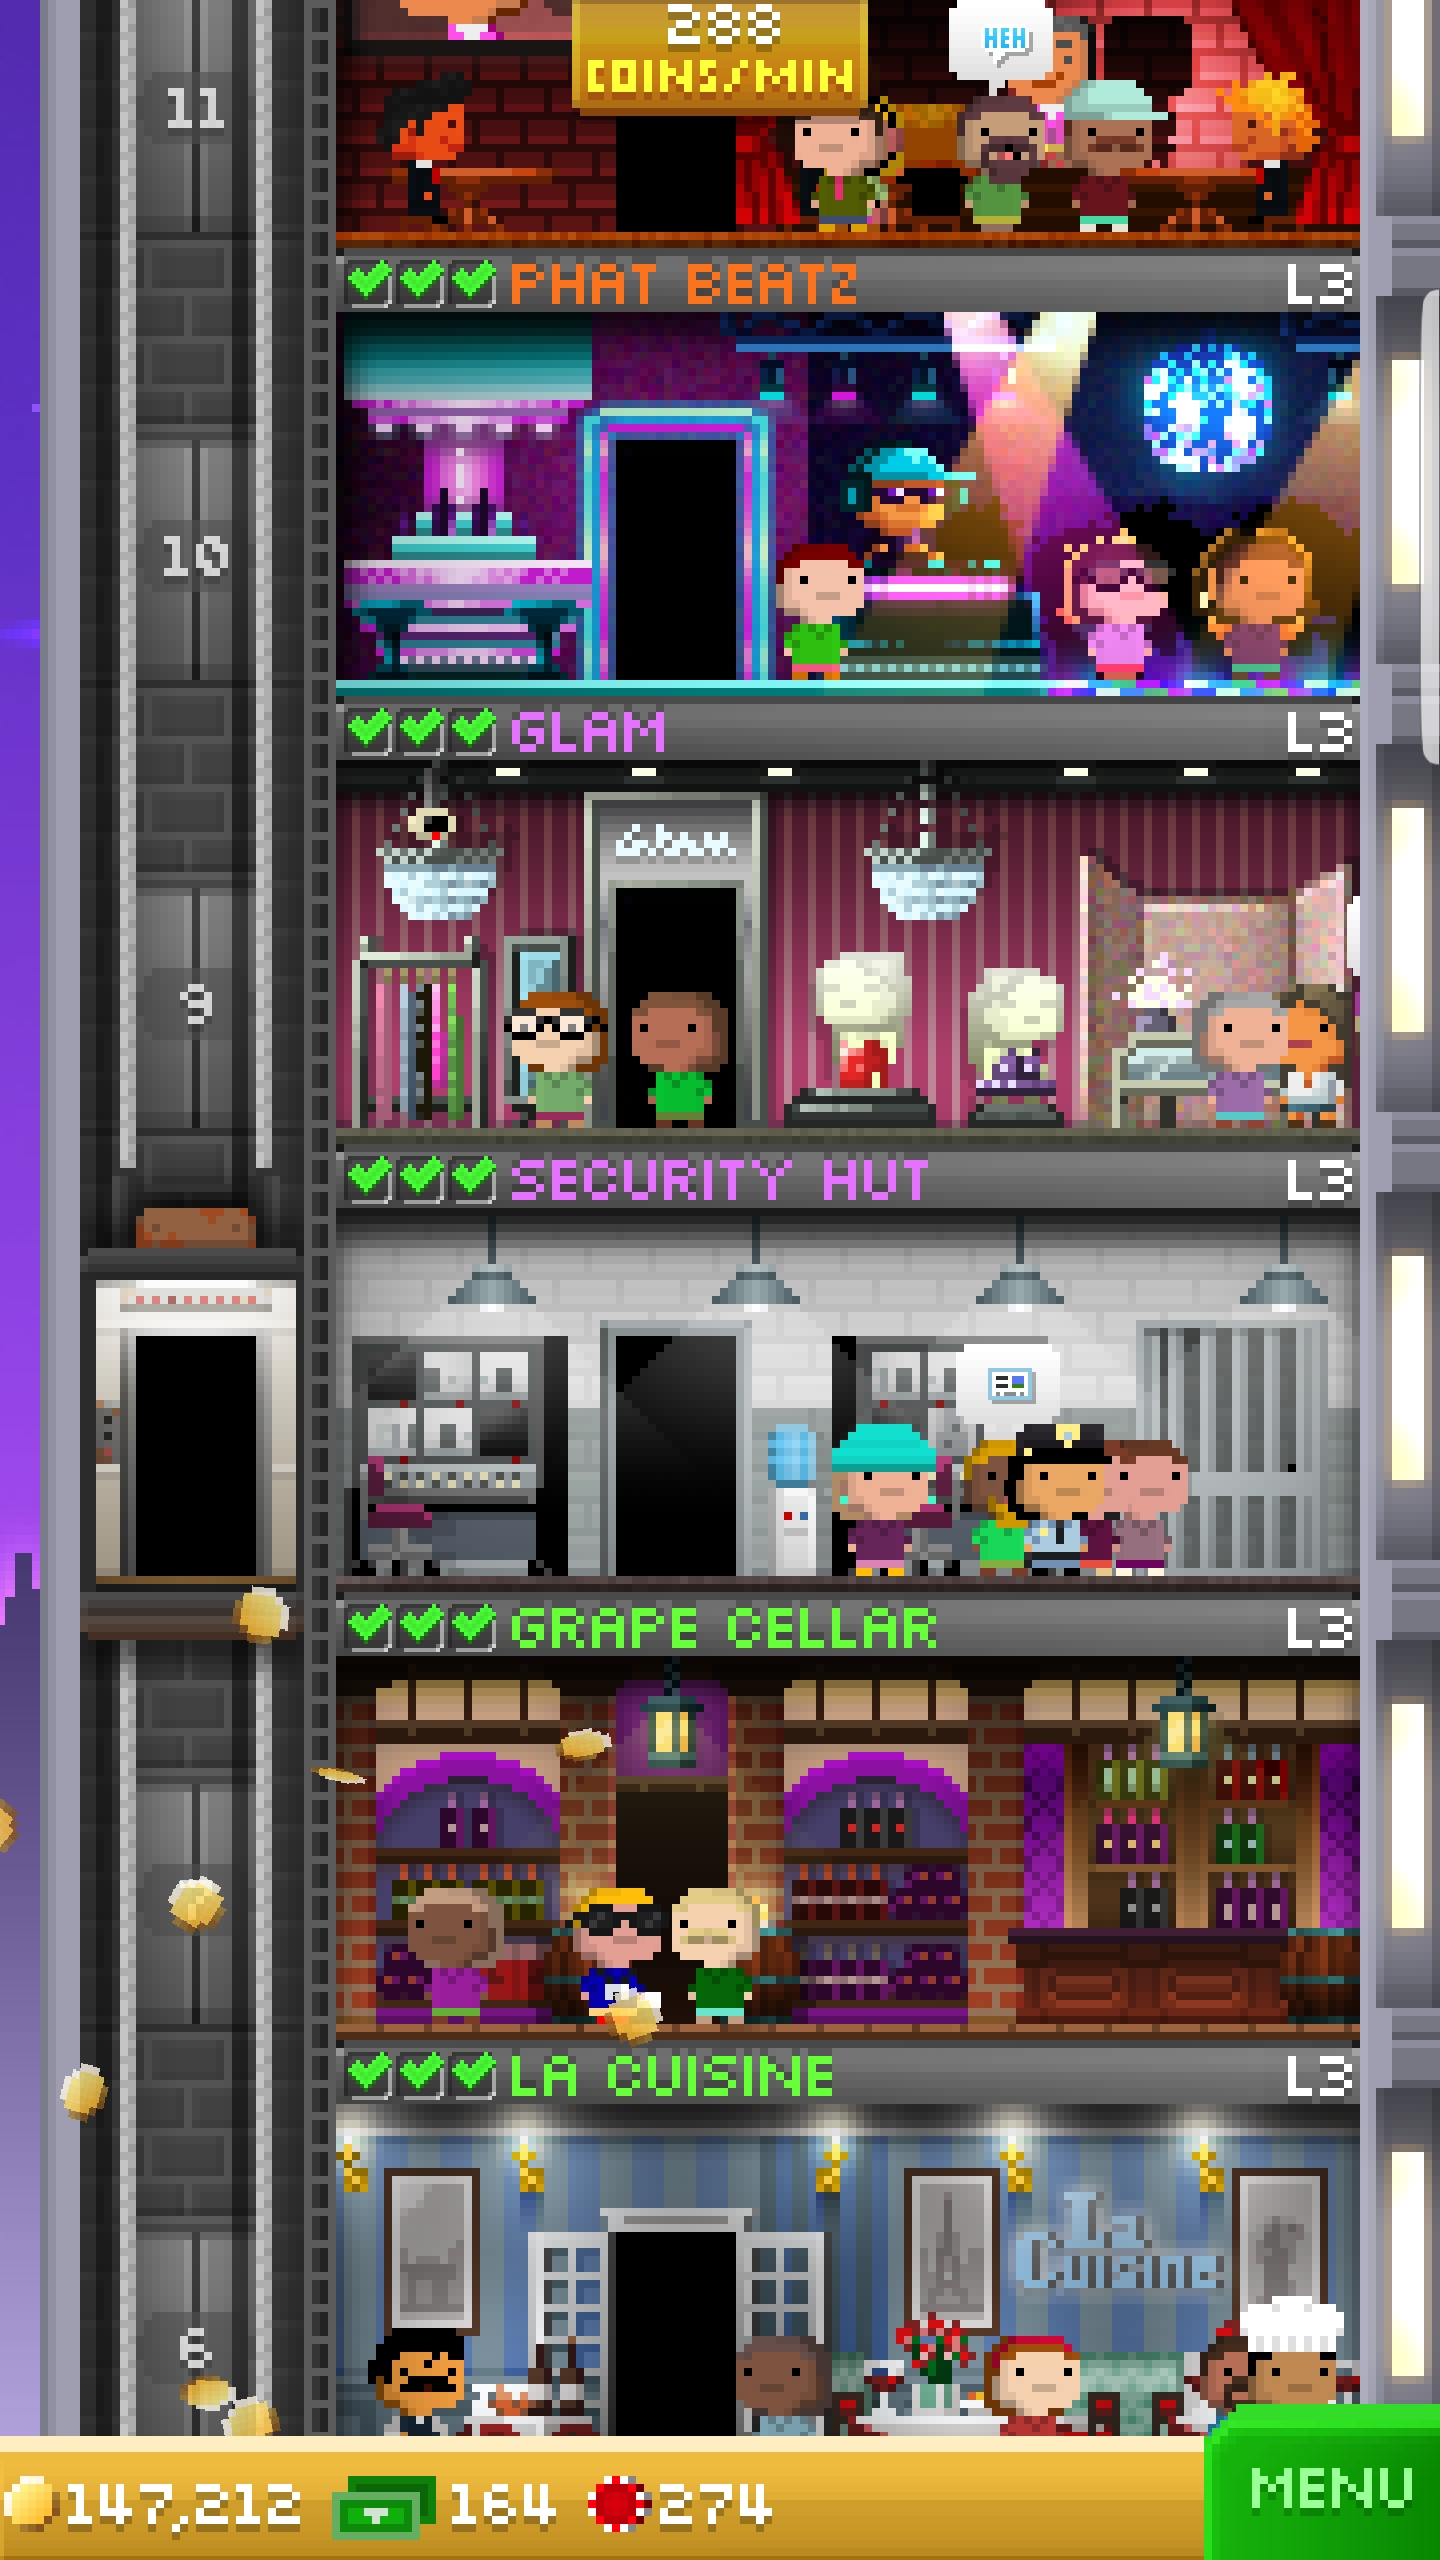 288
COINS/MIN
HEH
11
PHAT BEATZ L3
10
GLAM L3
Glam
9
SECURITY HUT L3
GRAPE CELLAR L3
LA CUISINE L3
La
Cuisine
6
147,212 164 274
MENU